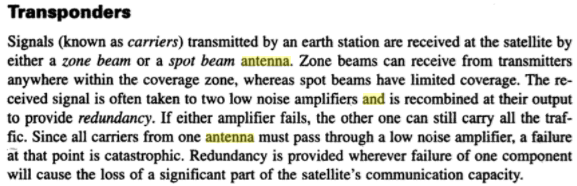 Transponders
Signals (known as carriers) transmitted by an earth station are received at the satellite by
either a zone beam or a spot beam antenna. Zone beams can receive from transmitters
anywhere within the coverage zone, whereas spot beams have limited coverage. The re-
ceived signal is often taken to two low noise amplifiers and is recombined at their output
to provide redundancy. If either amplifier fails, the other one can still carry all the traf-
fic. Since all carriers from one antenna must pass through a low noise amplifier, a failure
at that point is catastrophic. Redundancy is provided wherever failure of one component
will cause the loss of a significant part of the satellite's communication capacity.